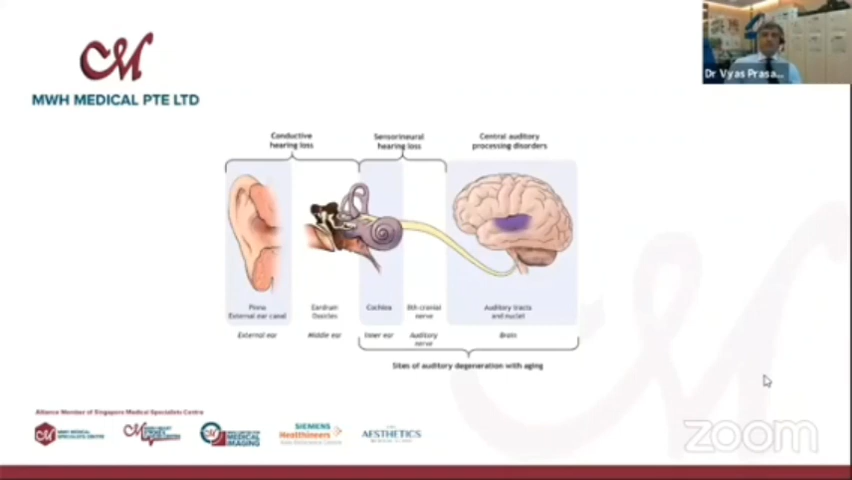 CM
MWH MEDICAL PTE LTD
Dr Vyas Prasa...
Conductive
hearing loss
Sensorineural
hearing loss
Central auditory
processing disorders
Pinna
External ear canal
Eardrum
Ossicles
Cochlea
8th cranial
nerve
Auditory tracts
and nuclei
External ear
Middle ear
Inner ear
Auditory
nerve
Brain
Sites of auditory degeneration with aging
Alliance Member of Singapore Medical Specialists Centre
MEDICAL
IMAGING
SIEMENS
Healthineers
AESTHETICS
zoom